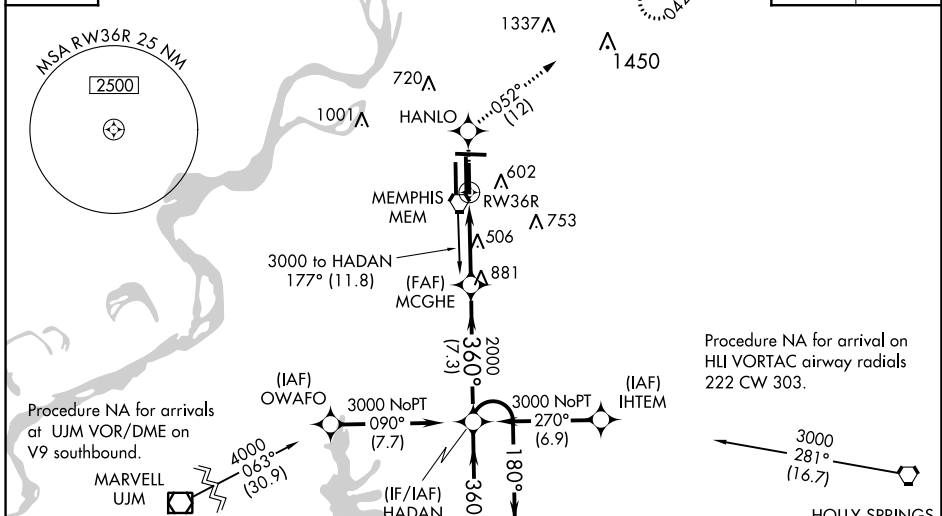 MSA RW36R 25 NM
2500
1337
1450
042
720
1001
HANLO
052°
(12)
602
RW36R
MEMPHIS
MEM
753
506
3000 to HADAN
177° (11.8)
881
(FAF)
MCGHE
2000
360°
(7.3)
Procedure NA for arrival on
HLI VORTAC airway radials
222 CW 303.
(IAF)
OWAFO
(IAF)
IHTEM
3000 NoPT
090°
(7.7)
3000 NoPT
270°
(6.9)
Procedure NA for arrivals
at UJM VOR/DME on
V9 southbound.
4000
063°
(30.9)
MARVELL
UJM
3000
281°
(16.7)
180°
360
(IF/IAF)
HADAN
HOLLY SPRINGS